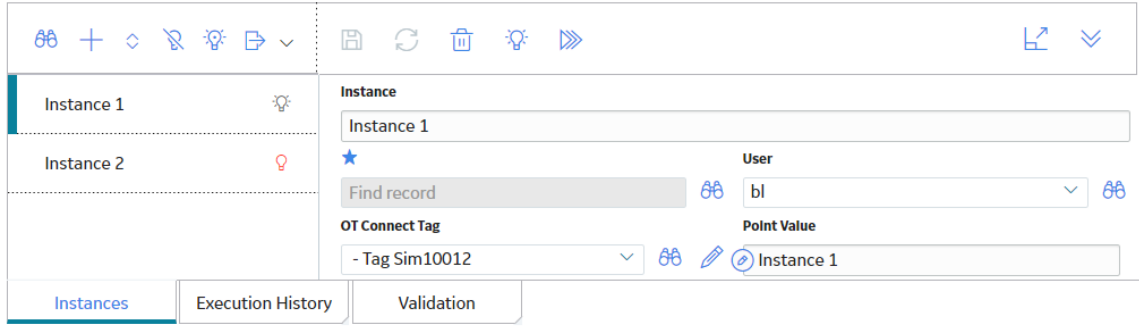 Instance 1
Instance 2
Instance
Instance 1
User
Find record
bl
OT Connect Tag
Point Value
- Tag Sim10012
Instance 1
Instances
Execution History
Validation